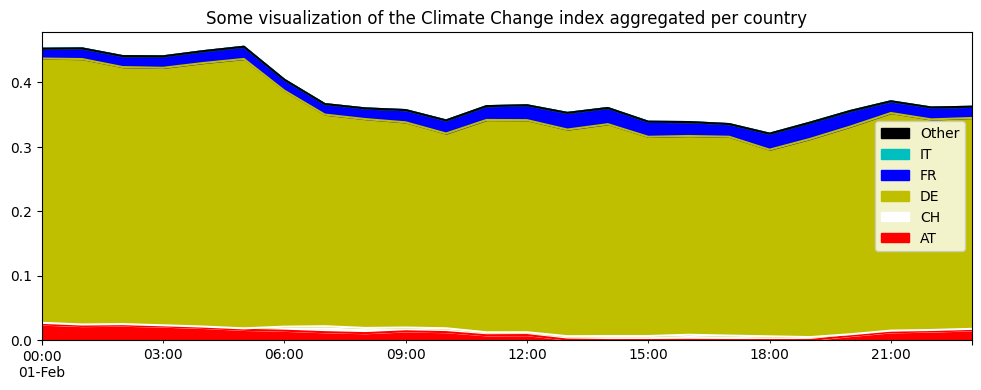 Some visualization of the Climate Change index aggregated per country
0.4
0.3
0.2
0.1
0.0
Other
IT
FR
DE
CH
AT
00:00 03:00 06:00 09:00 12:00 15:00 18:00 21:00
01-Feb